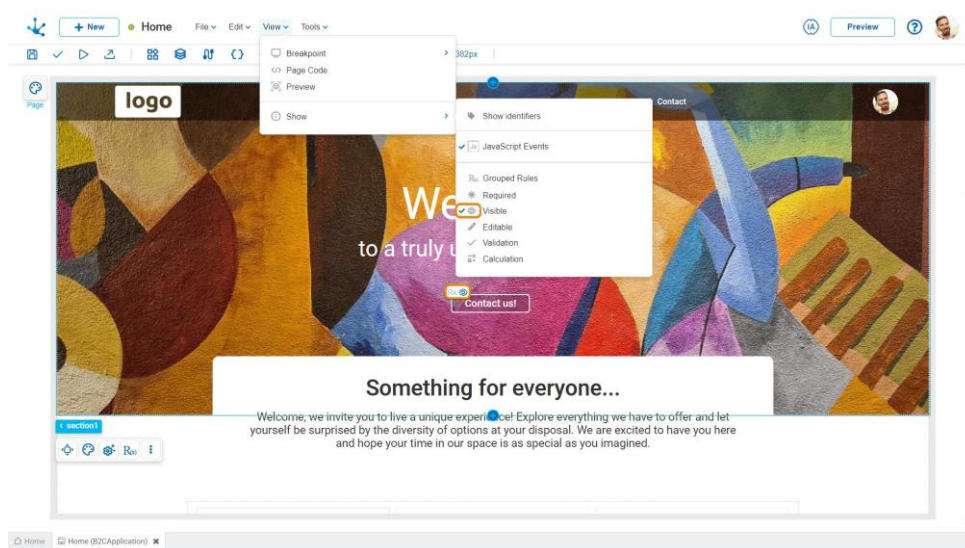 + New
Home
File
Edit
View
Tools
IA
Preview
?
Breakpoint
382px
Page Code
Preview
Show
Page
logo
Contact
Show identifiers
JavaScript Events
Grouped Rules
Required
Visible
Editable
Validation
Calculation
We
to a truly u
Rx
Contact us!
Something for everyone...
Welcome, we invite you to live a unique experience! Explore everything we have to offer and let
yourself be surprised by the diversity of options at your disposal. We are excited to have you here
and hope your time in our space is as special as you imagined.
< section1
R(x)
Home
Home (B2CApplication)